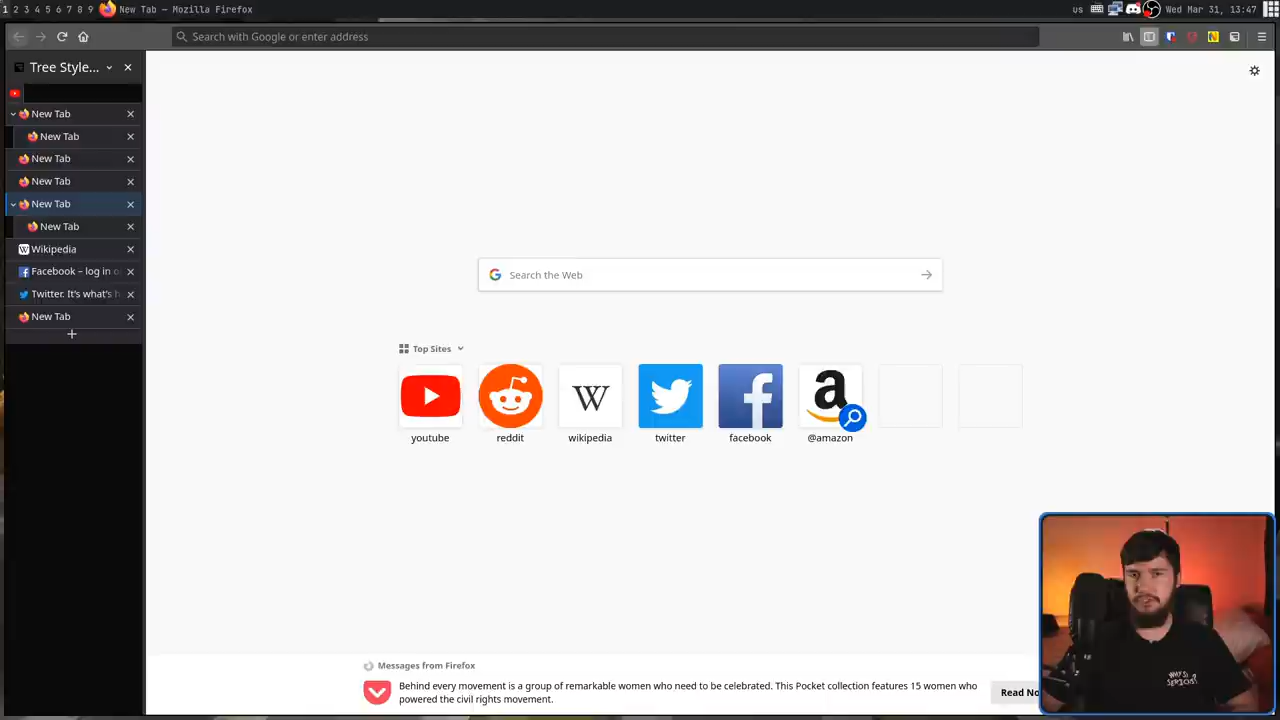 1 2 3 4 5 6 7 8 9 New Tab — Mozilla Firefox
us
Wed Mar 31, 13:47
Search with Google or enter address
Tree Style...
New Tab
New Tab
New Tab
New Tab
New Tab
New Tab
Wikipedia
Facebook – log in o
Twitter. It's what's h
New Tab
Search the Web
Top Sites
youtube
reddit
W
wikipedia
twitter
facebook
a
@amazon
Messages from Firefox
Behind every movement is a group of remarkable women who need to be celebrated. This Pocket collection features 15 women who
powered the civil rights movement.
Read No
WHY SO
SERIOUS?